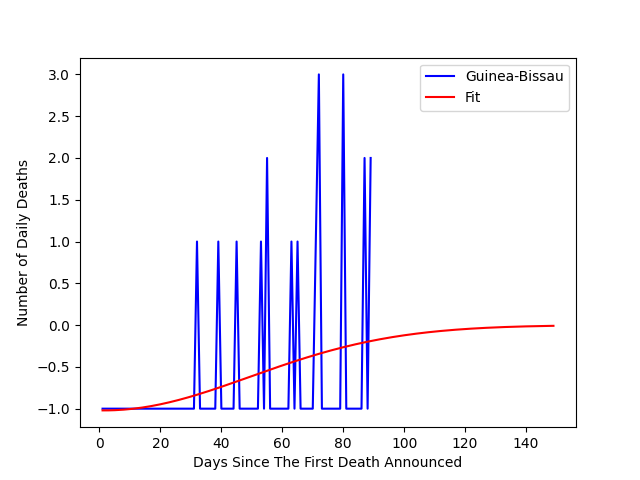 Guinea-Bissau
Fit
3.0
2.5
2.0
1.5
1.0
0.5
0.0
−0.5
−1.0
Number of Daily Deaths
0 20 40 60 80 100 120 140
Days Since The First Death Announced